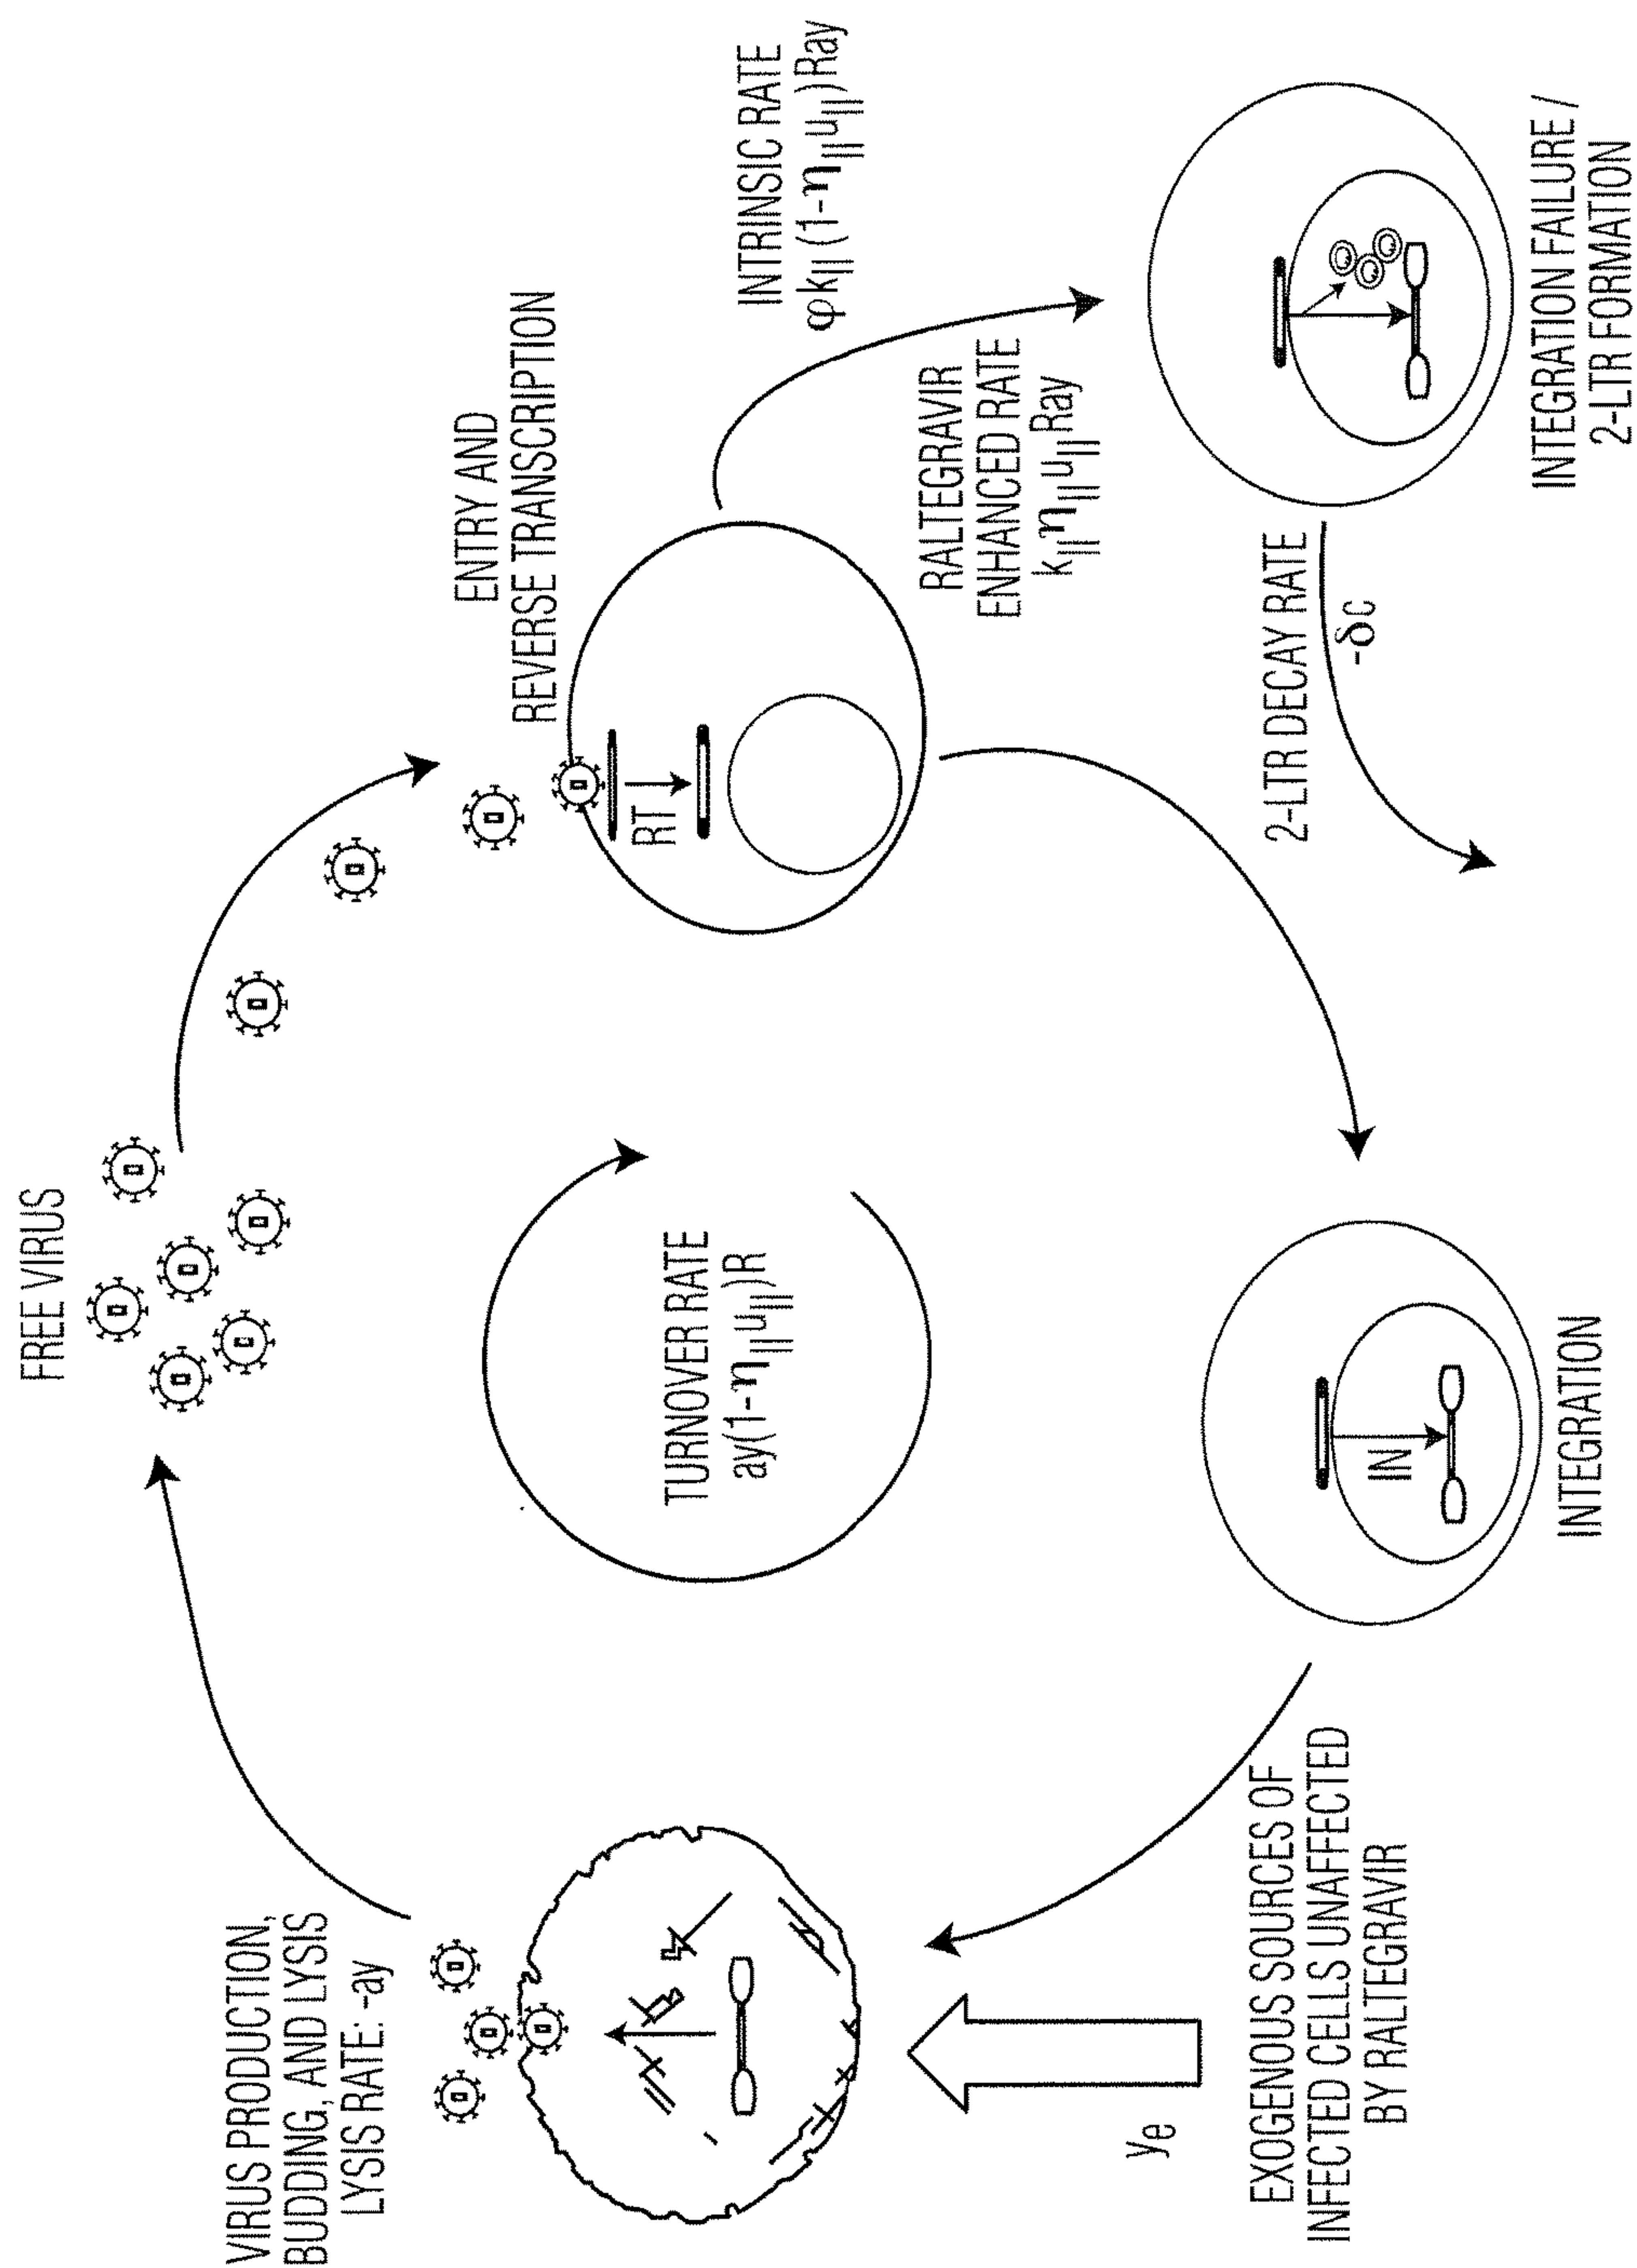 FREE VIRUS
VIRUS PRODUCTION,
BUDDING, AND LYSIS
LYSIS RATE: -ay
ENTRY AND
REVERSE TRANSCRIPTION
RT
TURNOVER RATE
ay(1-η||u||)R
INTRINSIC RATE
φk||(1-η||u||)Ray
RALTEGRAVIR
ENHANCED RATE
k||η||u||Ray
yₑ
EXOGENOUS SOURCES OF
INFECTED CELLS UNAFFECTED
BY RALTEGRAVIR
IN
INTEGRATION
2-LTR DECAY RATE
-δc
INTEGRATION FAILURE /
2-LTR FORMATION